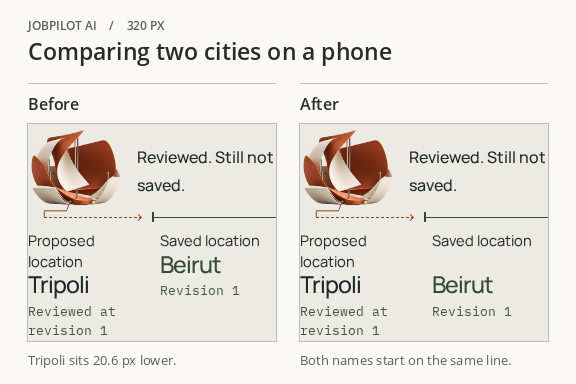 JOBPILOT AI / 320 PX
Comparing two cities on a phone
Before
Reviewed. Still not
saved.
Proposed
location
Tripoli
Reviewed at
revision 1
Saved location
Beirut
Revision 1
Tripoli sits 20.6 px lower.
After
Reviewed. Still not
saved.
Proposed
location
Tripoli
Reviewed at
revision 1
Saved location
Beirut
Revision 1
Both names start on the same line.